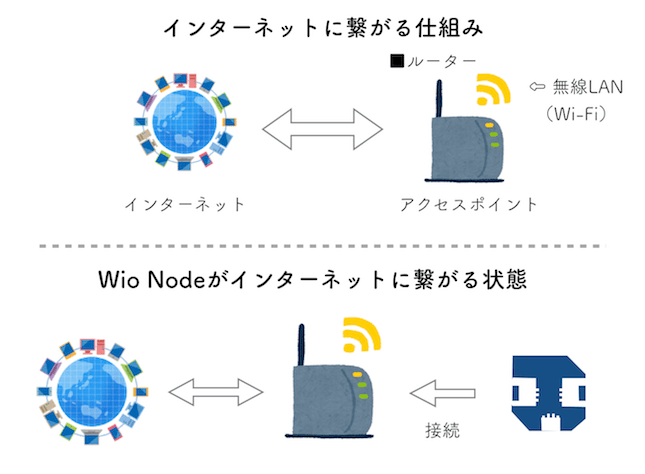 インターネットに繋がる仕組み
■ルーター
⇦ 無線LAN
（Wi-Fi）
インターネット
アクセスポイント
Wio Nodeがインターネットに繋がる状態
接続